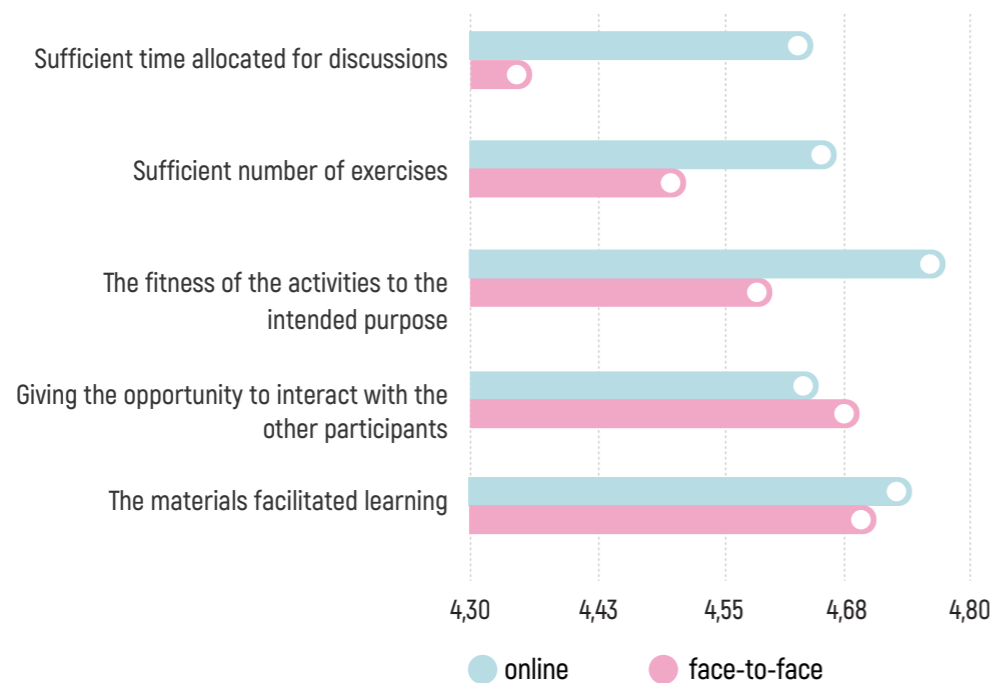 Sufficient time allocated for discussions
Sufficient number of exercises
The fitness of the activities to the
intended purpose
Giving the opportunity to interact with the
other participants
The materials facilitated learning
4,30 4,43 4,55 4,68 4,80
online face-to-face